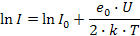 ln I = ln I₀ + (e₀ · U) / (2 · k · T)